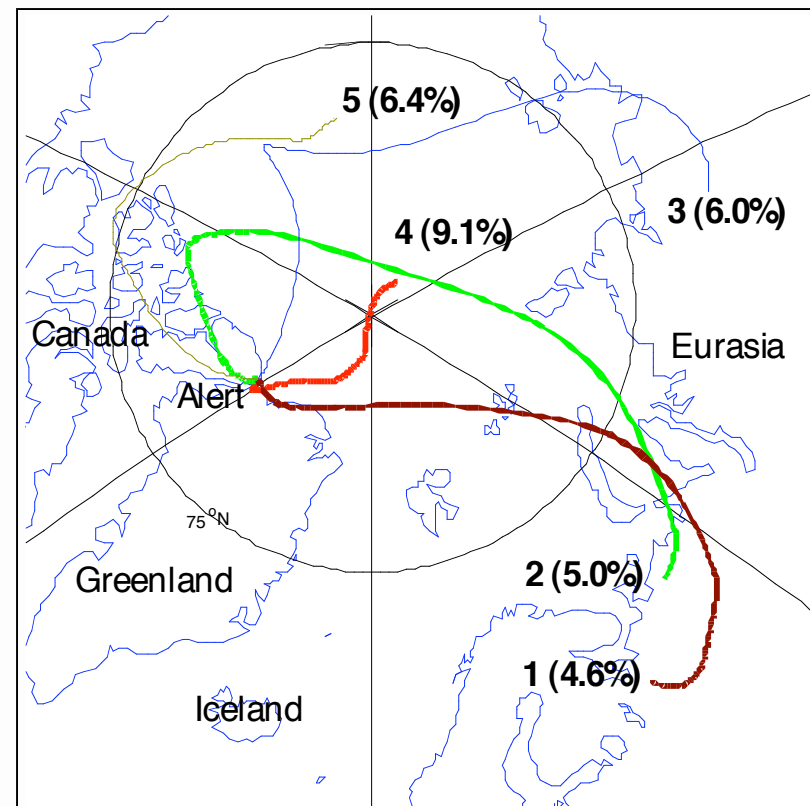 5 (6.4%)
3 (6.0%)
4 (9.1%)
Canada
Eurasia
Alert
75°N
Greenland
2 (5.0%)
1 (4.6%)
Iceland